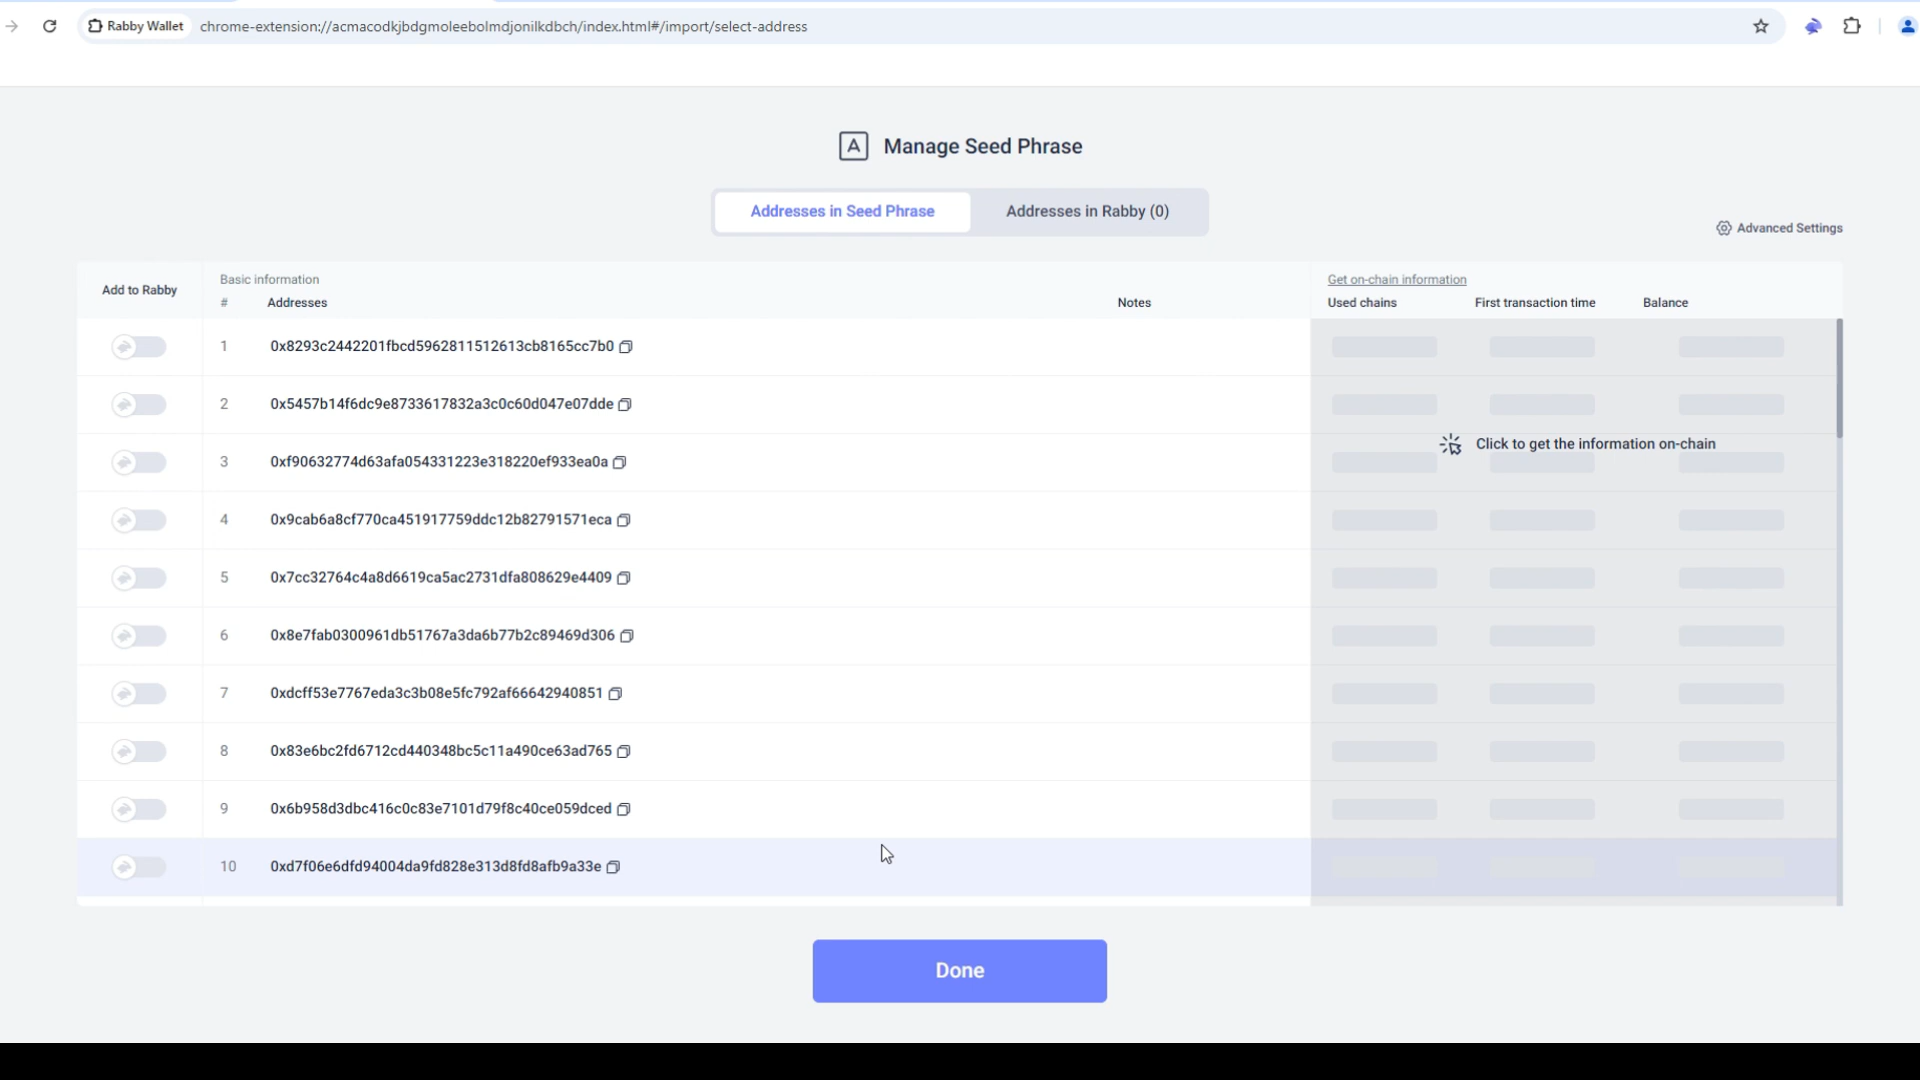 Rabby Wallet
chrome-extension://acmacodkjbdgmoleebolmdjonilkdbch/index.html#/import/select-address
Manage Seed Phrase
Addresses in Seed Phrase
Addresses in Rabby (0)
Advanced Settings
Add to Rabby
Basic information
Get on-chain information
# Addresses Notes
Used chains First transaction time Balance
1 0x8293c2442201fbcd5962811512613cb8165cc7b0
2 0x5457b14f6dc9e8733617832a3c0c60d047e07dde
Click to get the information on-chain
3 0xf90632774d63afa054331223e318220ef933ea0a
4 0x9cab6a8cf770ca451917759ddc12b82791571eca
5 0x7cc32764c4a8d6619ca5ac2731dfa808629e4409
6 0x8e7fab0300961db51767a3da6b77b2c89469d306
7 0xdcff53e7767eda3c3b08e5fc792af66642940851
8 0x83e6bc2fd6712cd440348bc5c11a490ce63ad765
9 0x6b958d3dbc416c0c83e7101d79f8c40ce059dced
10 0xd7f06e6dfd94004da9fd828e313d8fd8afb9a33e
Done